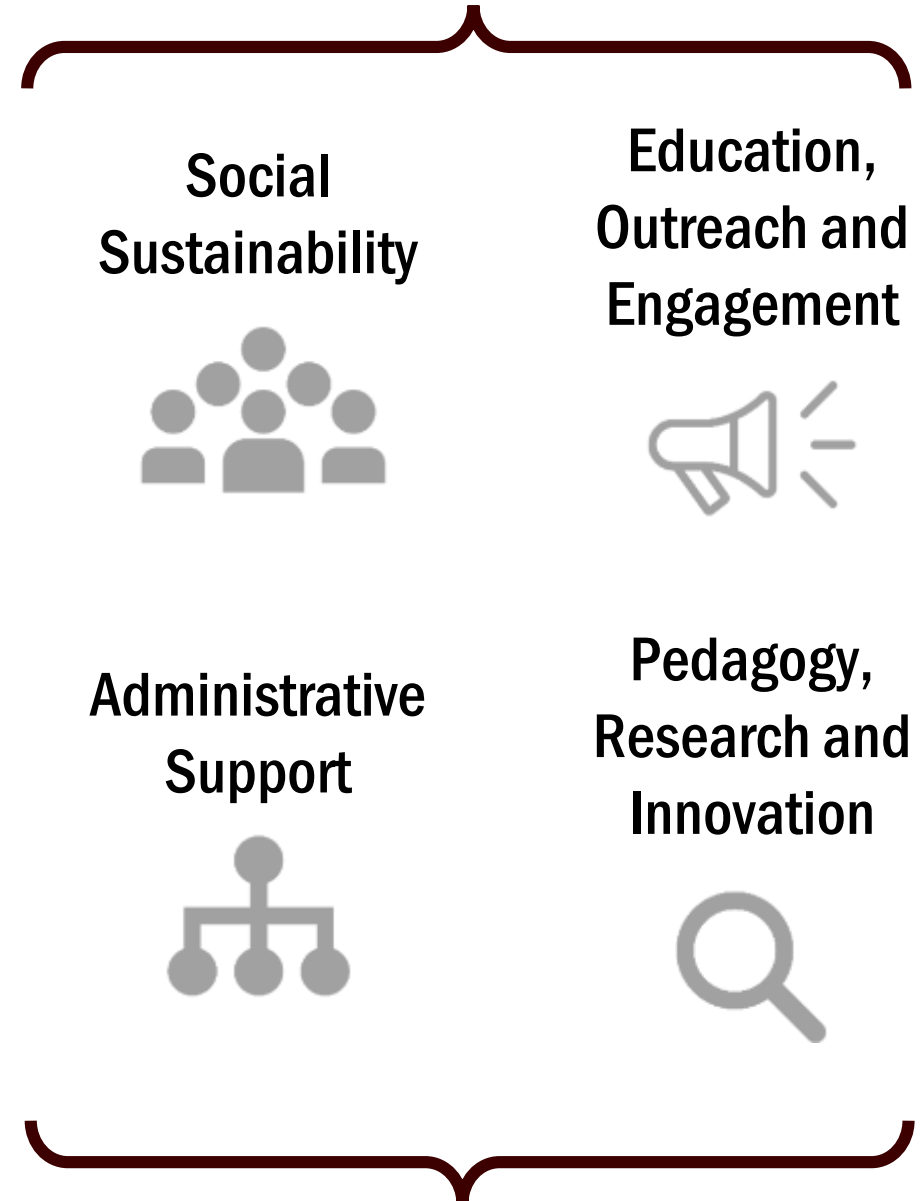 Social
Sustainability
Education,
Outreach and
Engagement
Administrative
Support
Pedagogy,
Research and
Innovation